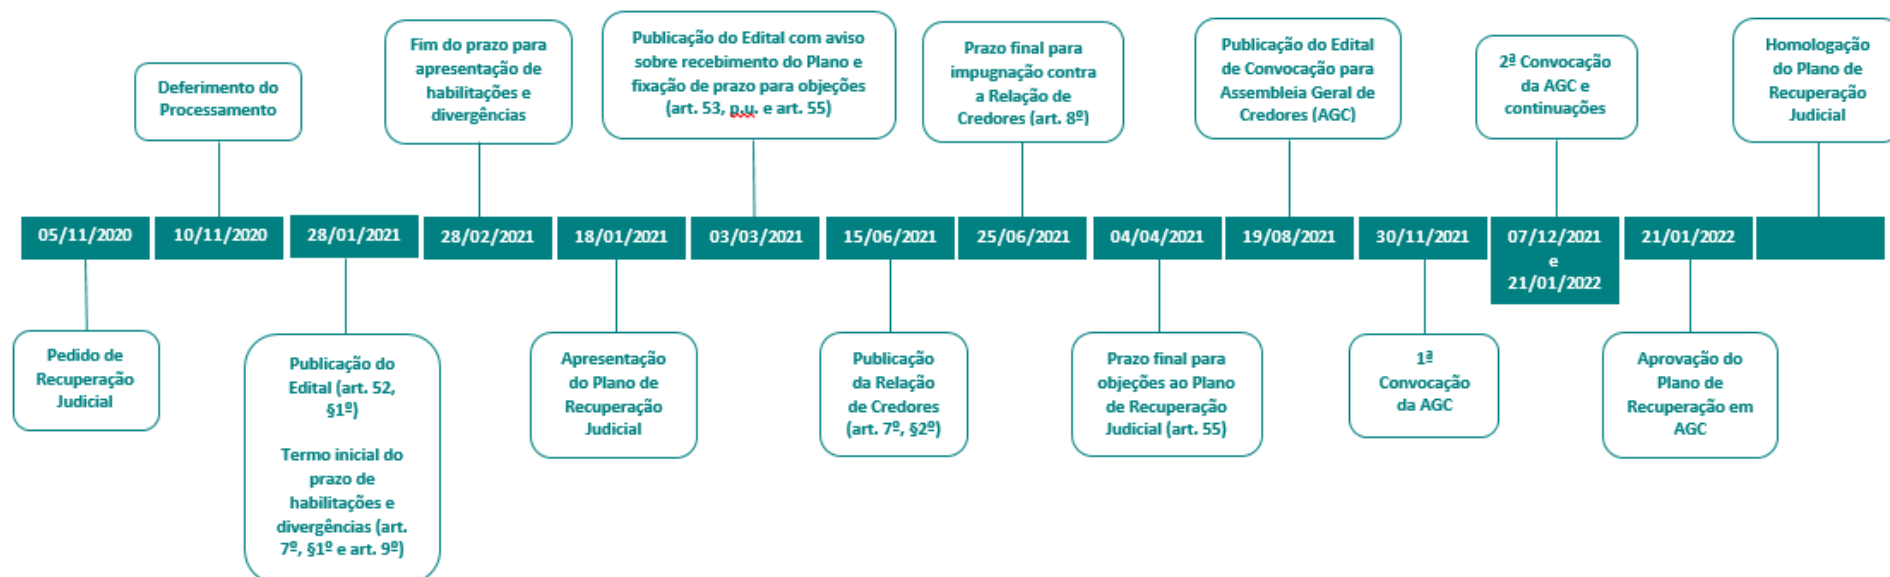 Deferimento do
Processamento
Fim do prazo para
apresentação de
habilitações e
divergências
Publicação do Edital com aviso
sobre recebimento do Plano e
fixação de prazo para objeções
(art. 53, p.u. e art. 55)
Prazo final para
impugnação contra
a Relação de
Credores (art. 8º)
Publicação do Edital
de Convocação para
Assembleia Geral de
Credores (AGC)
2ª Convocação
da AGC e
continuações
Homologação
do Plano de
Recuperação
Judicial
05/11/2020
10/11/2020
28/01/2021
28/02/2021
18/01/2021
03/03/2021
15/06/2021
25/06/2021
04/04/2021
19/08/2021
30/11/2021
07/12/2021
e
21/01/2022
21/01/2022
Pedido de
Recuperação
Judicial
Publicação do
Edital (art. 52,
§1º)
Termo inicial do
prazo de
habilitações e
divergências (art.
7º, §1º e art. 9º)
Apresentação
do Plano de
Recuperação
Judicial
Publicação
da Relação
de Credores
(art. 7º, §2º)
Prazo final para
objeções ao Plano
de Recuperação
Judicial (art. 55)
1ª
Convocação
da AGC
Aprovação do
Plano de
Recuperação em
AGC